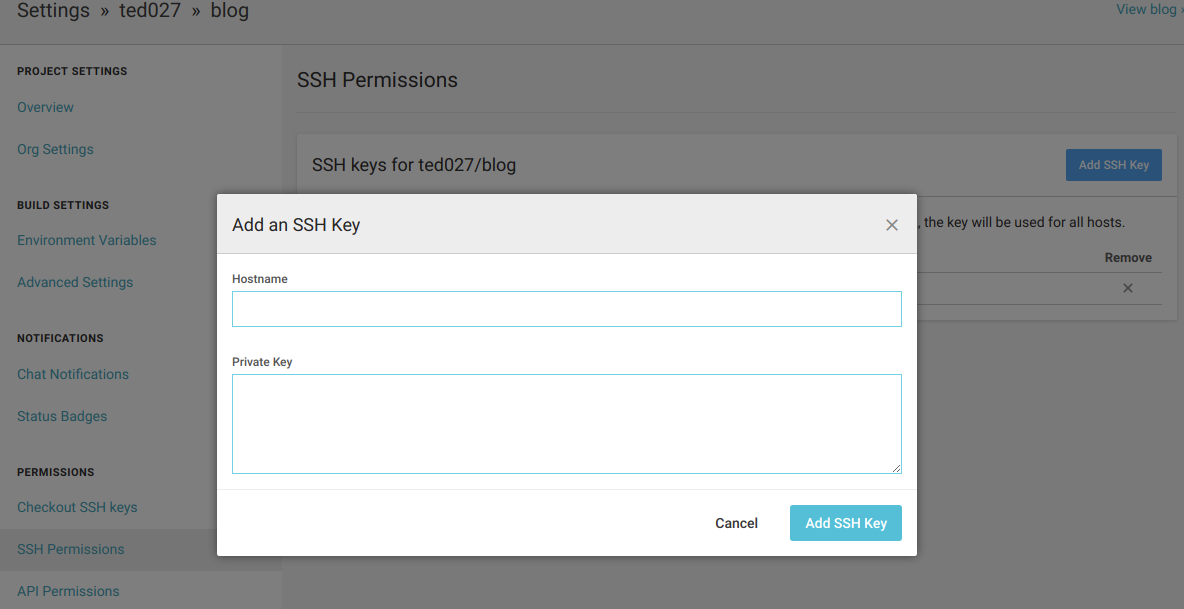 Settings » ted027 » blog
View blog »
PROJECT SETTINGS
Overview
Org Settings
BUILD SETTINGS
Environment Variables
Advanced Settings
NOTIFICATIONS
Chat Notifications
Status Badges
PERMISSIONS
Checkout SSH keys
SSH Permissions
API Permissions
SSH Permissions
SSH keys for ted027/blog
Add SSH Key
, the key will be used for all hosts.
Remove
Add an SSH Key
Hostname
Private Key
Cancel
Add SSH Key